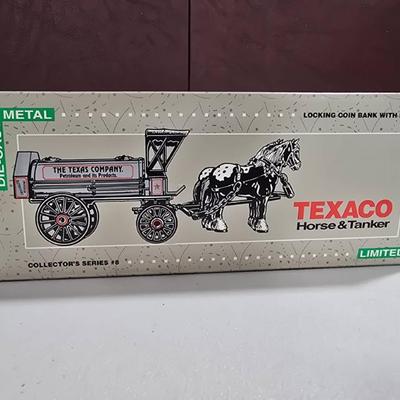 METAL
LOCKING COIN BANK WITH
THE TEXAS COMPANY.
Petroleum and its Products.
TEXACO
Horse & Tanker
COLLECTOR'S SERIES #8
LIMITED